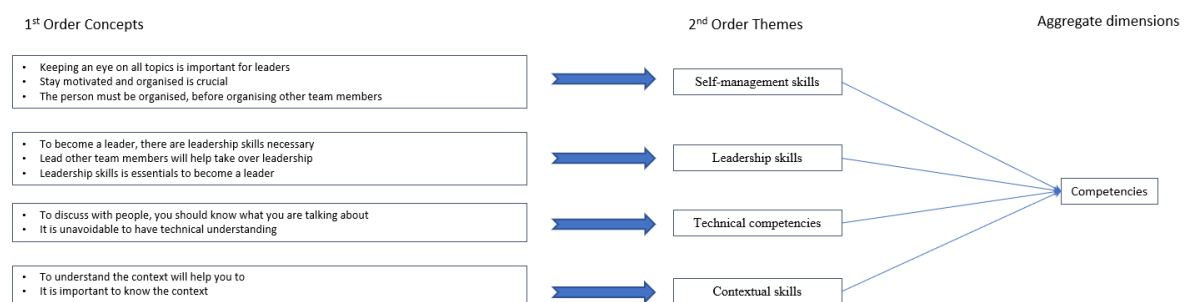 1st Order Concepts
2nd Order Themes
Aggregate dimensions
• Keeping an eye on all topics is important for leaders
• Stay motivated and organised is crucial
• The person must be organised, before organising other team members
Self-management skills
• To become a leader, there are leadership skills necessary
• Lead other team members will help take over leadership
• Leadership skills is essentials to become a leader
Leadership skills
Competencies
• To discuss with people, you should know what you are talking about
• It is unavoidable to have technical understanding
Technical competencies
• To understand the context will help you to
• It is important to know the context
Contextual skills